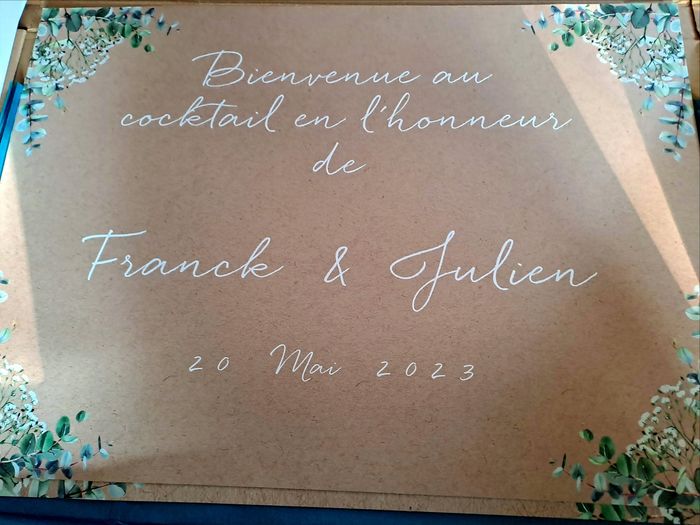 Bienvenue au
cocktail en l'honneur
de
Franck & Julien
20 Mai 2023